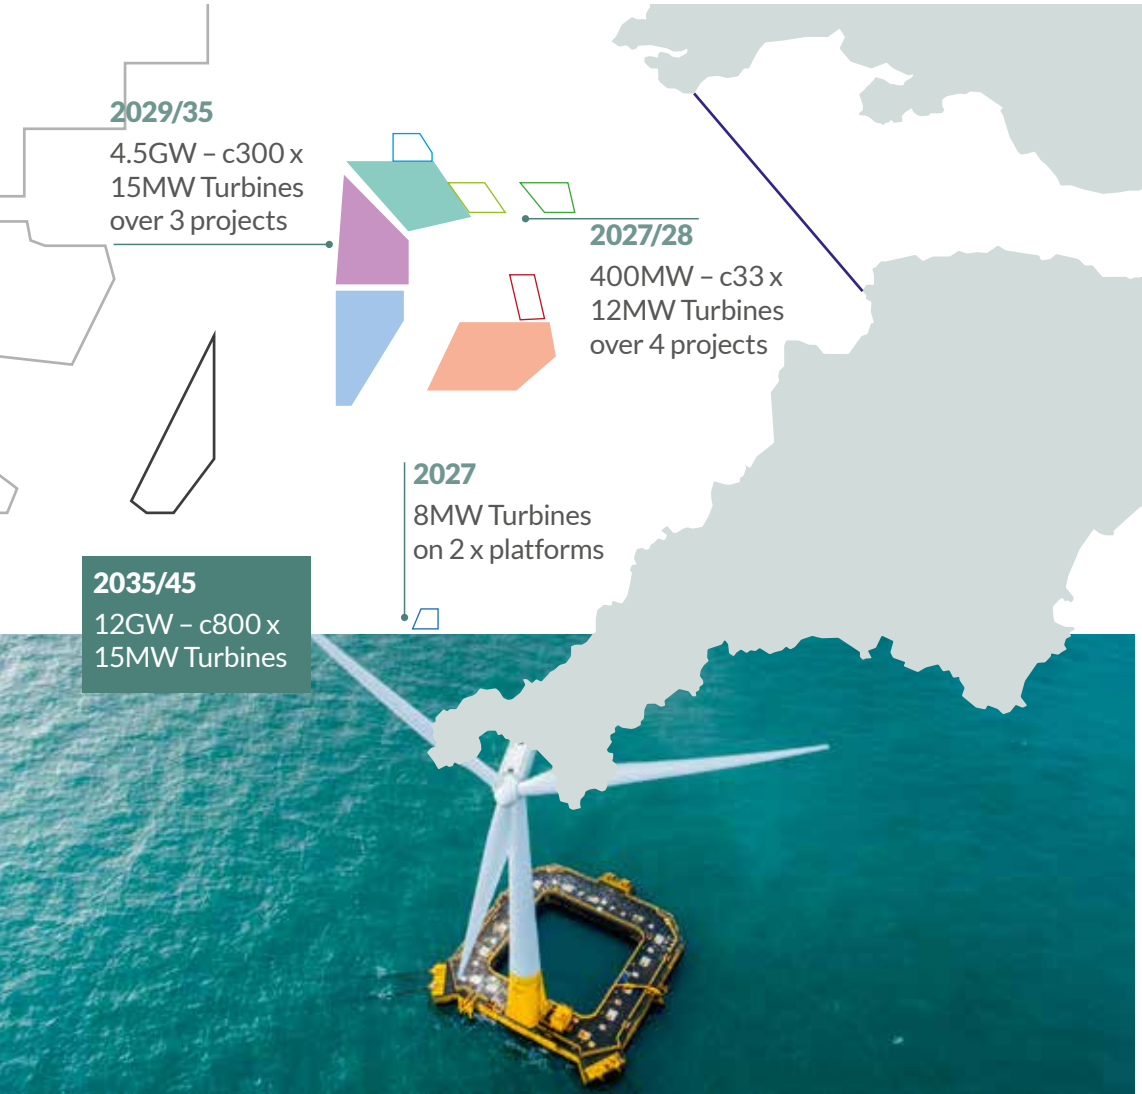 2029/35
4.5GW – c300 x
15MW Turbines
over 3 projects
2027/28
400MW – c33 x
12MW Turbines
over 4 projects
2027
8MW Turbines
on 2 x platforms
2035/45
12GW – c800 x
15MW Turbines